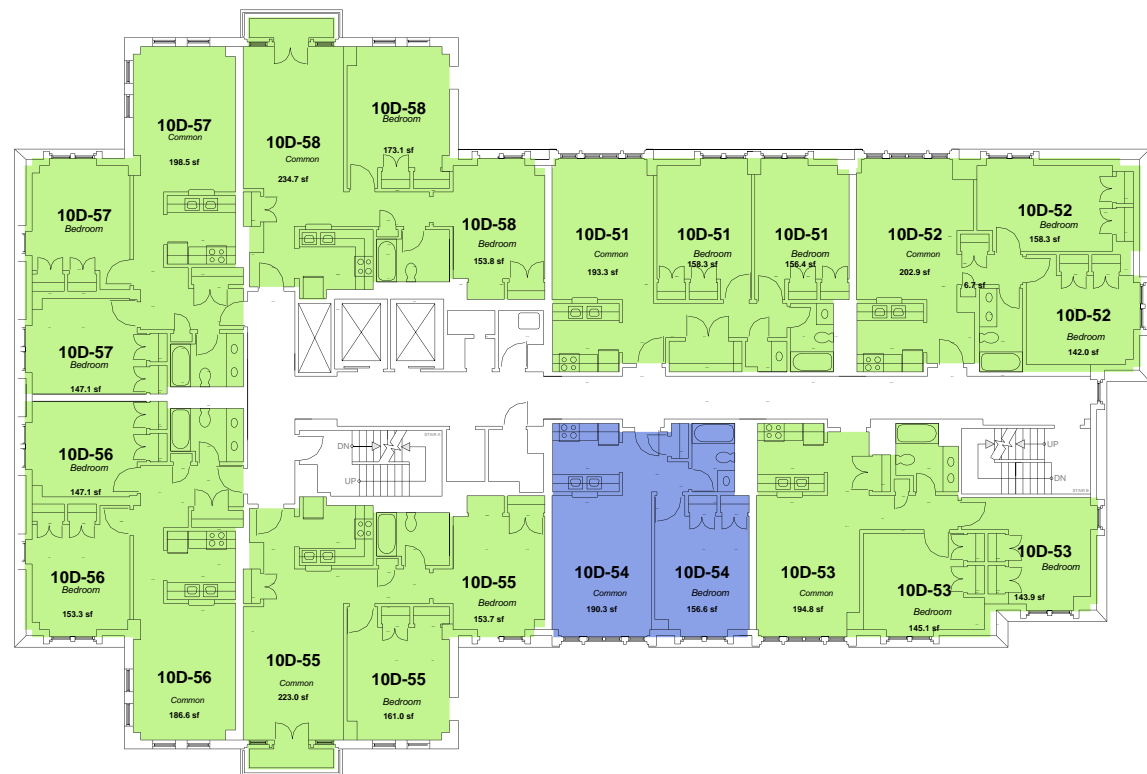 10D-57
Common
198.5 sf
10D-58
Common
234.7 sf
10D-58
Bedroom
173.1 sf
10D-57
Bedroom
10D-58
Bedroom
153.8 sf
10D-51
Common
193.3 sf
10D-51
Bedroom
158.3 sf
10D-51
Bedroom
156.4 sf
10D-52
Common
202.9 sf
10D-52
Bedroom
158.3 sf
6.7 sf
10D-52
Bedroom
142.0 sf
10D-57
Bedroom
147.1 sf
10D-56
Bedroom
147.1 sf
DN
STAIR A
UP
UP
DN
STAIR B
10D-56
Bedroom
153.3 sf
10D-55
Bedroom
153.7 sf
10D-54
Common
190.3 sf
10D-54
Bedroom
156.6 sf
10D-53
Common
194.8 sf
10D-53
Bedroom
145.1 sf
10D-53
Bedroom
143.9 sf
10D-56
Common
186.6 sf
10D-55
Common
223.0 sf
10D-55
Bedroom
161.0 sf